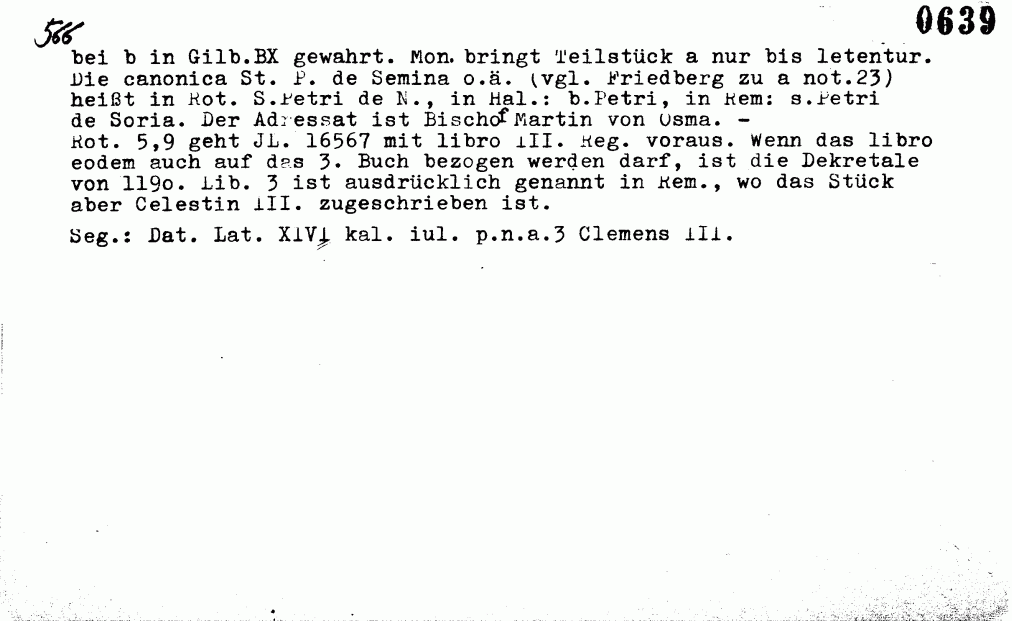 566
0639
bei b in Gilb.BX gewahrt. Mon. bringt Teilstück a nur bis letentur.
Die canonica St. P. de Semina o.ä. (vgl. Friedberg zu a not.23)
heißt in Rot. S.Petri de N., in Hal.: b.Petri, in Rem: s.Petri
de Soria. Der Adressat ist Bischof Martin von Osma. -
Rot. 5,9 geht JL. 16567 mit libro III. Reg. voraus. Wenn das libro
eodem auch auf das 3. Buch bezogen werden darf, ist die Dekretale
von 119o. Lib. 3 ist ausdrücklich genannt in Rem., wo das Stück
aber Celestin III. zugeschrieben ist.
Seg.: Dat. Lat. XIVI kal. iul. p.n.a.3 Clemens III.